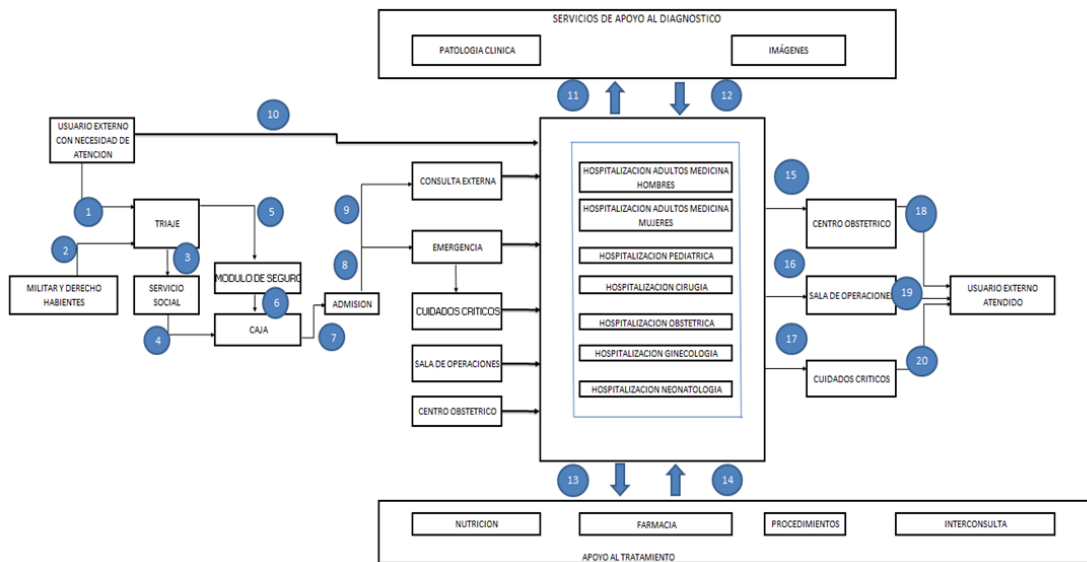 SERVICIOS DE APOYO AL DIAGNOSTICO
PATOLOGIA CLINICA
IMÁGENES
11
12
10
USUARIO EXTERNO
CON NECESIDAD DE
ATENCION
1
TRIAJE
5
2
3
MILITAR Y DERECHO
HABIENTES
SERVICIO
SOCIAL
MODULO DE SEGURO
6
4
CAJA
7
ADMISION
8
9
CONSULTA EXTERNA
EMERGENCIA
CUIDADOS CRITICOS
SALA DE OPERACIONES
CENTRO OBSTETRICO
HOSPITALIZACION ADULTOS MEDICINA
HOMBRES
HOSPITALIZACION ADULTOS MEDICINA
MUJERES
HOSPITALIZACION PEDIATRICA
HOSPITALIZACION CIRUGIA
HOSPITALIZACION OBSTETRICA
HOSPITALIZACION GINECOLOGIA
HOSPITALIZACION NEONATOLOGIA
15
CENTRO OBSTETRICO
18
16
SALA DE OPERACIONES
19
USUARIO EXTERNO
ATENDIDO
17
CUIDADOS CRITICOS
20
13
14
NUTRICION
FARMACIA
PROCEDIMIENTOS
INTERCONSULTA
APOYO AL TRATAMIENTO